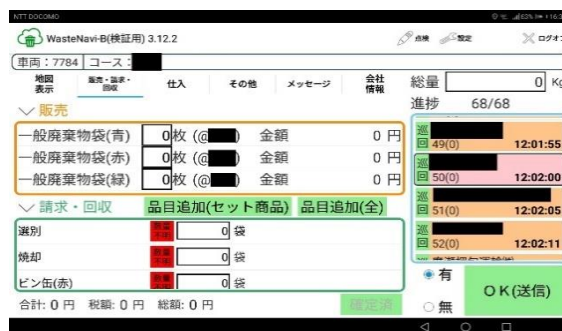 NTT DOCOMO
WasteNavi-B(検証用) 3.12.2
点検
設定
ログオフ
車両：7784 コース：
地図表示
販売・請求・回収
仕入
その他
メッセージ
会社情報
総量 0 Kg
進捗 68/68
販売
一般廃棄物袋(青) 0枚 (@ ) 金額 0 円
一般廃棄物袋(赤) 0枚 (@ ) 金額 0 円
一般廃棄物袋(緑) 0枚 (@ ) 金額 0 円
請求・回収 品目追加(セット商品) 品目追加(全)
選別 0 袋
焼却 0 袋
ビン缶(赤) 0 袋
合計: 0 円 税額: 0 円 総額: 0 円 確定済
巡回 49(0) 12:01:55
巡回 50(0) 12:02:00
巡回 51(0) 12:02:05
巡回 52(0) 12:02:11
有
無
OK(送信)